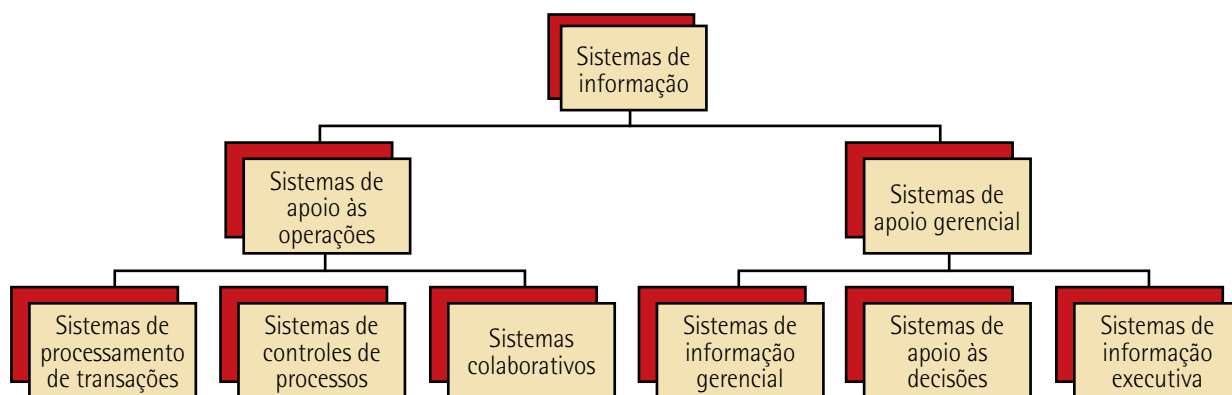 Sistemas de
informação
Sistemas de
apoio às
operações
Sistemas de
apoio gerencial
Sistemas de
processamento
de transações
Sistemas de
controles de
processos
Sistemas
colaborativos
Sistemas de
informação
gerencial
Sistemas de
apoio às
decisões
Sistemas de
informação
executiva